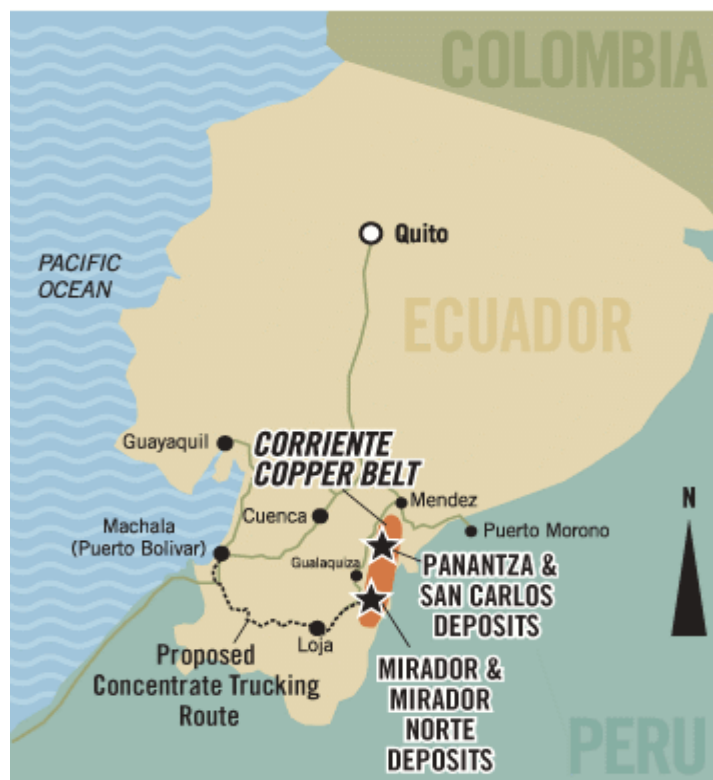 COLOMBIA
Quito
PACIFIC
OCEAN
ECUADOR
Guayaquil
CORRIENTE
COPPER BELT
Mendez
Cuenca
N
Machala
(Puerto Bolivar)
Puerto Morono
Gualaquiza
PANANTZA &
SAN CARLOS
DEPOSITS
Loja
Proposed
Concentrate Trucking
Route
MIRADOR &
MIRADOR
NORTE
DEPOSITS
PERU